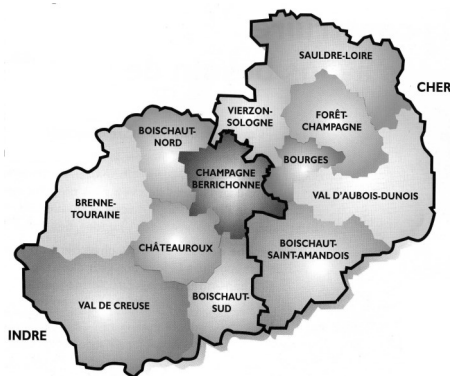 SAULDRE-LOIRE
CHER
VIERZON-
SOLOGNE
FORÊT-
CHAMPAGNE
BOISCHAUT-
NORD
BOURGES
CHAMPAGNE
BERRICHONNE
VAL D'AUBOIS-DUNOIS
BRENNE-
TOURAINE
CHÂTEAUROUX
BOISCHAUT-
SAINT-AMANDOIS
VAL DE CREUSE
BOISCHAUT-
SUD
INDRE